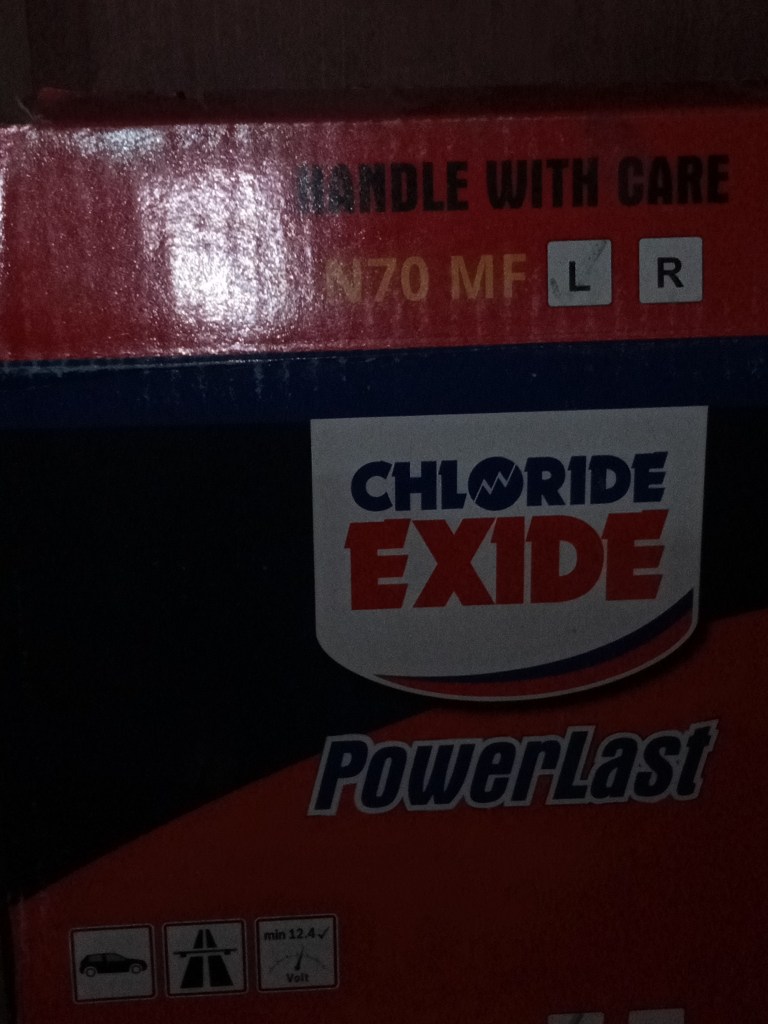 HANDLE WITH CARE
N70 MF L R
CHLORIDE
EXIDE
PowerLast
min 12.4✓
Volt